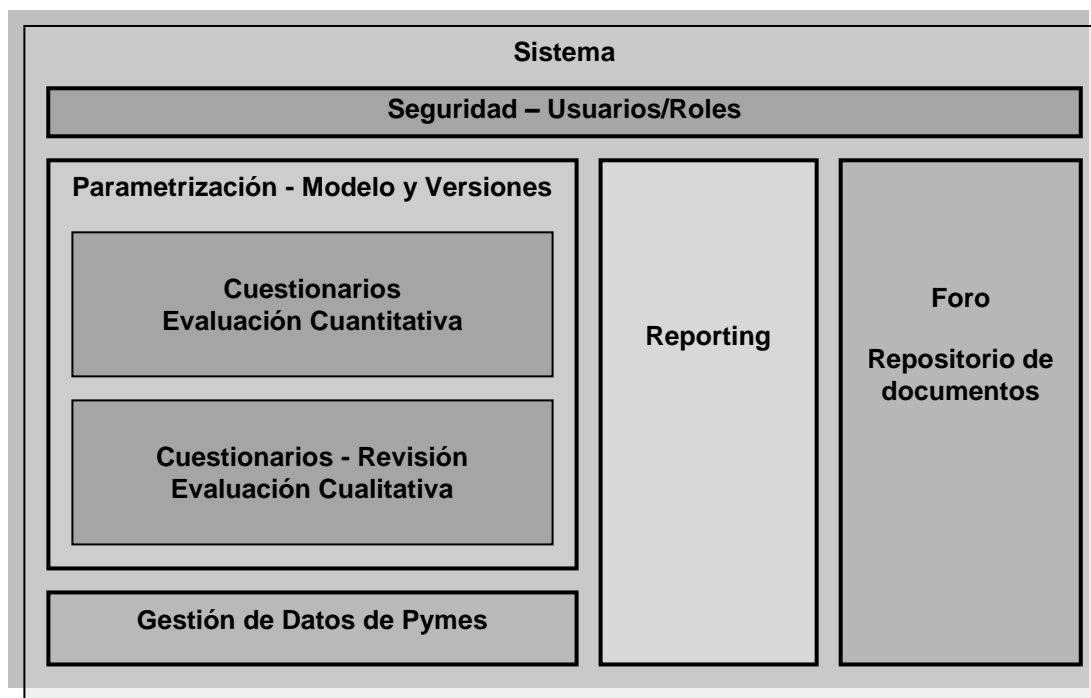 Sistema
Seguridad – Usuarios/Roles
Parametrización - Modelo y Versiones
Cuestionarios
Evaluación Cuantitativa
Cuestionarios - Revisión
Evaluación Cualitativa
Gestión de Datos de Pymes
Reporting
Foro
Repositorio de
documentos